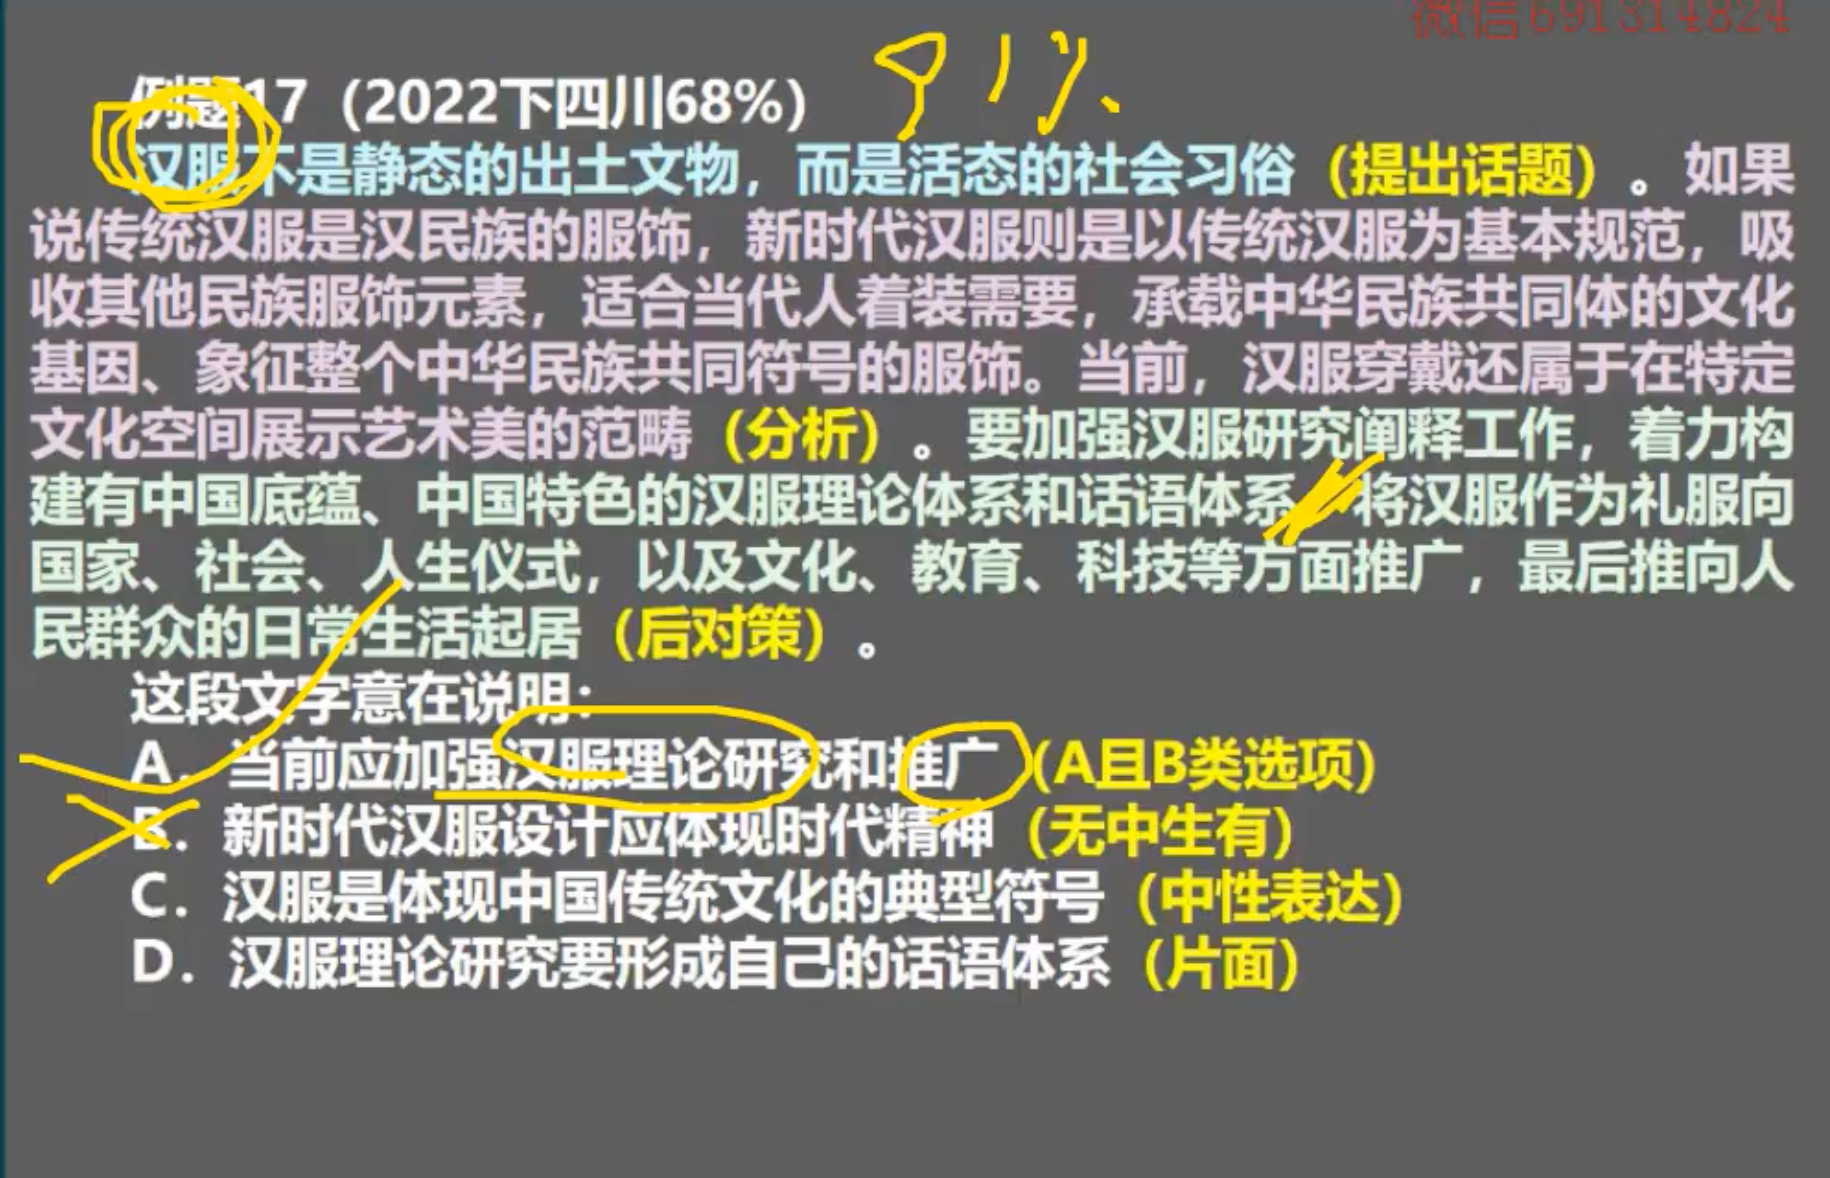 微信691314824
91%
例题17（2022下四川68%）
汉服不是静态的出土文物，而是活态的社会习俗（提出话题）。如果
说传统汉服是汉民族的服饰，新时代汉服则是以传统汉服为基本规范，吸
收其他民族服饰元素，适合当代人着装需要，承载中华民族共同体的文化
基因、象征整个中华民族共同符号的服饰。当前，汉服穿戴还属于在特定
文化空间展示艺术美的范畴（分析）。要加强汉服研究阐释工作，着力构
建有中国底蕴、中国特色的汉服理论体系和话语体系，将汉服作为礼服向
国家、社会、人生仪式，以及文化、教育、科技等方面推广，最后推向人
民群众的日常生活起居（后对策）。
这段文字意在说明：
A．当前应加强汉服理论研究和推广（A且B类选项）
B．新时代汉服设计应体现时代精神（无中生有）
C．汉服是体现中国传统文化的典型符号（中性表达）
D．汉服理论研究要形成自己的话语体系（片面）